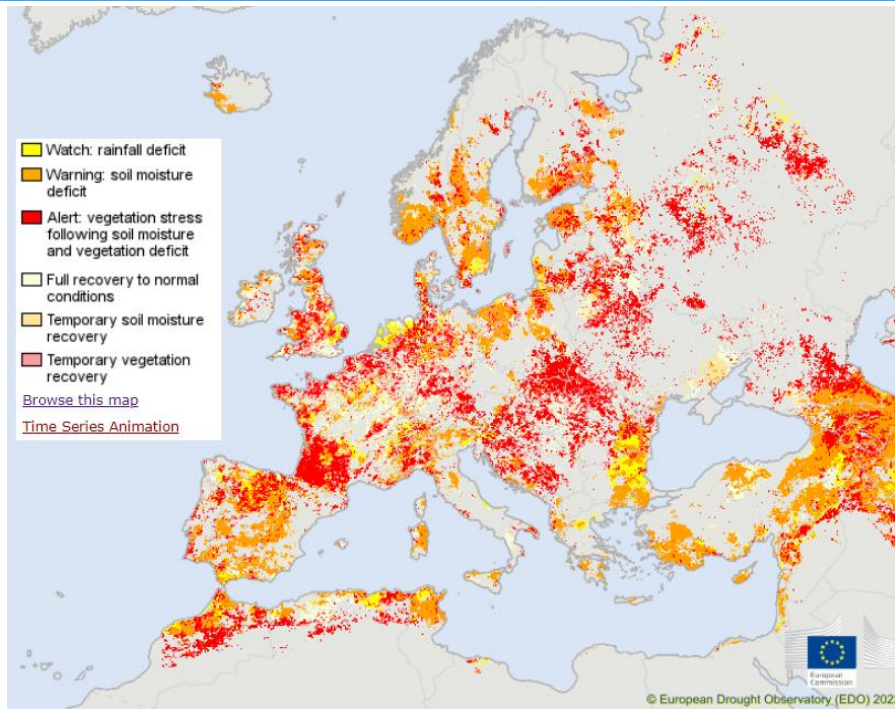 Watch: rainfall deficit
Warning: soil moisture
deficit
Alert: vegetation stress
following soil moisture
and vegetation deficit
Full recovery to normal
conditions
Temporary soil moisture
recovery
Temporary vegetation
recovery
Browse this map
Time Series Animation
European
Commission
© European Drought Observatory (EDO) 202